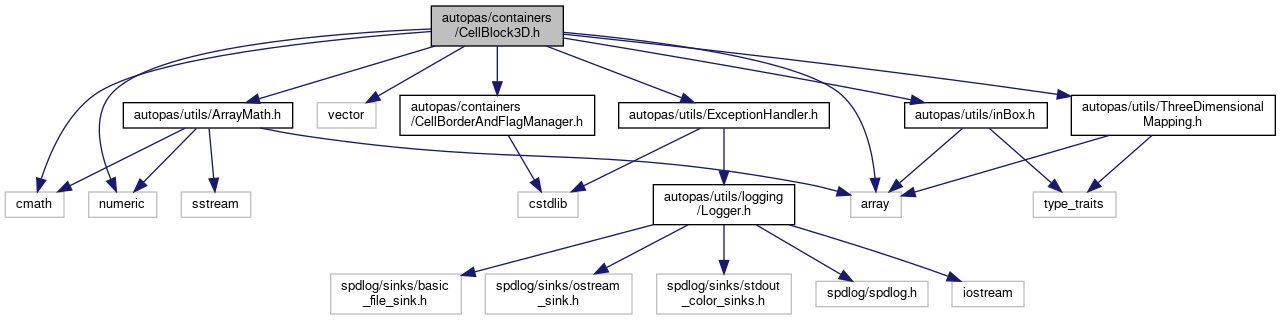 autopas/containers
/CellBlock3D.h
autopas/utils/ArrayMath.h
vector
autopas/containers
/CellBorderAndFlagManager.h
autopas/utils/ExceptionHandler.h
autopas/utils/inBox.h
autopas/utils/ThreeDimensional
Mapping.h
cmath
numeric
sstream
cstdlib
autopas/utils/logging
/Logger.h
array
type_traits
spdlog/sinks/basic
_file_sink.h
spdlog/sinks/ostream
_sink.h
spdlog/sinks/stdout
_color_sinks.h
spdlog/spdlog.h
iostream